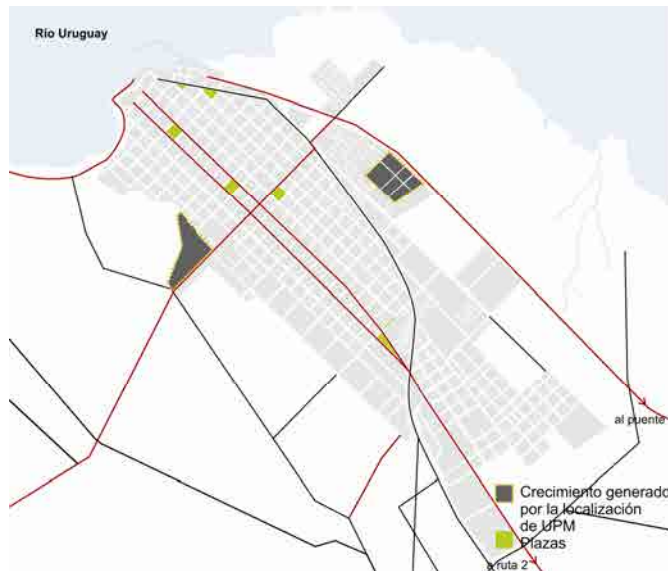 Río Uruguay
al puente
Crecimiento generado
por la localización
de UPM
Plazas
a ruta 2